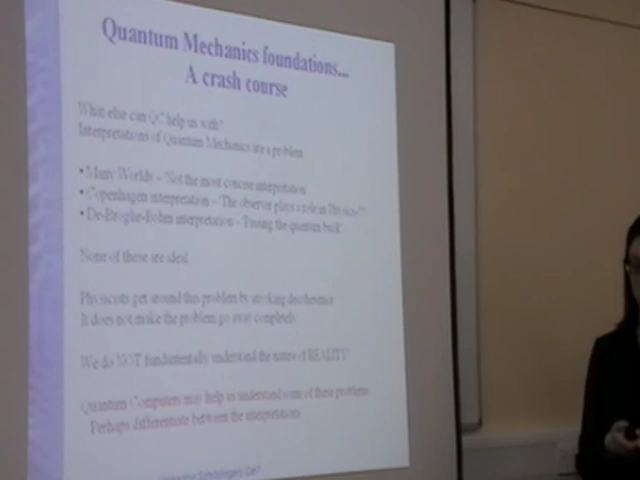 Quantum Mechanics foundations...
A crash course
What else can QC help us with?
Interpretations of Quantum Mechanics are a problem
• Many Worlds – 'Not the most concise interpretation'
• Copenhagen interpretation – 'The observer plays a role in Physics??'
• De-Broglie-Bohm interpretation – 'Passing the quantum buck'
None of these are ideal
Physicists get around this problem by invoking decoherence
It does not make the problem go away completely
We do NOT fundamentally understand the nature of REALITY!
Quantum Computers may help us understand some of these problems
Perhaps differentiate between the interpretations